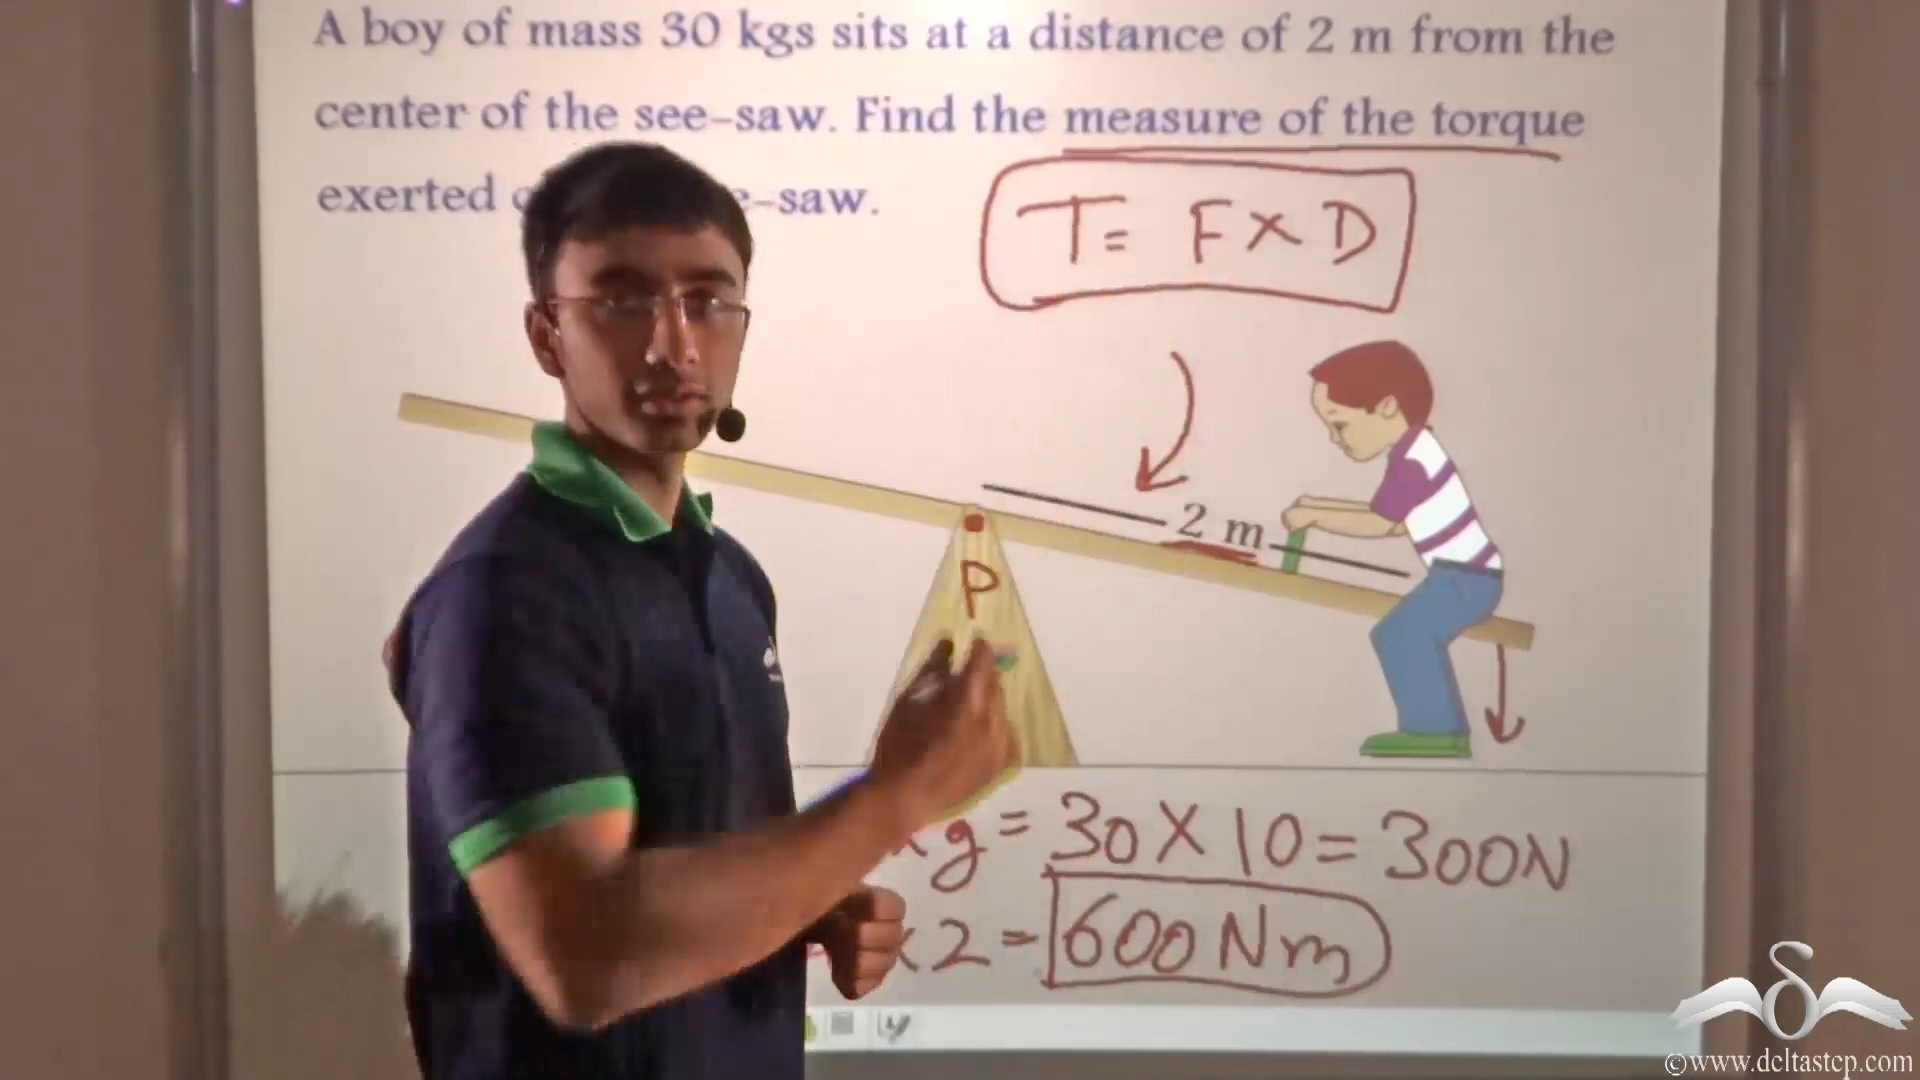 A boy of mass 30 kgs sits at a distance of 2 m from the
center of the see-saw. Find the measure of the torque
exerted -saw.
T= F X D
2 m
P
g = 30 X 10 = 300N
x 2 = 600 Nm
©www.deltastep.com